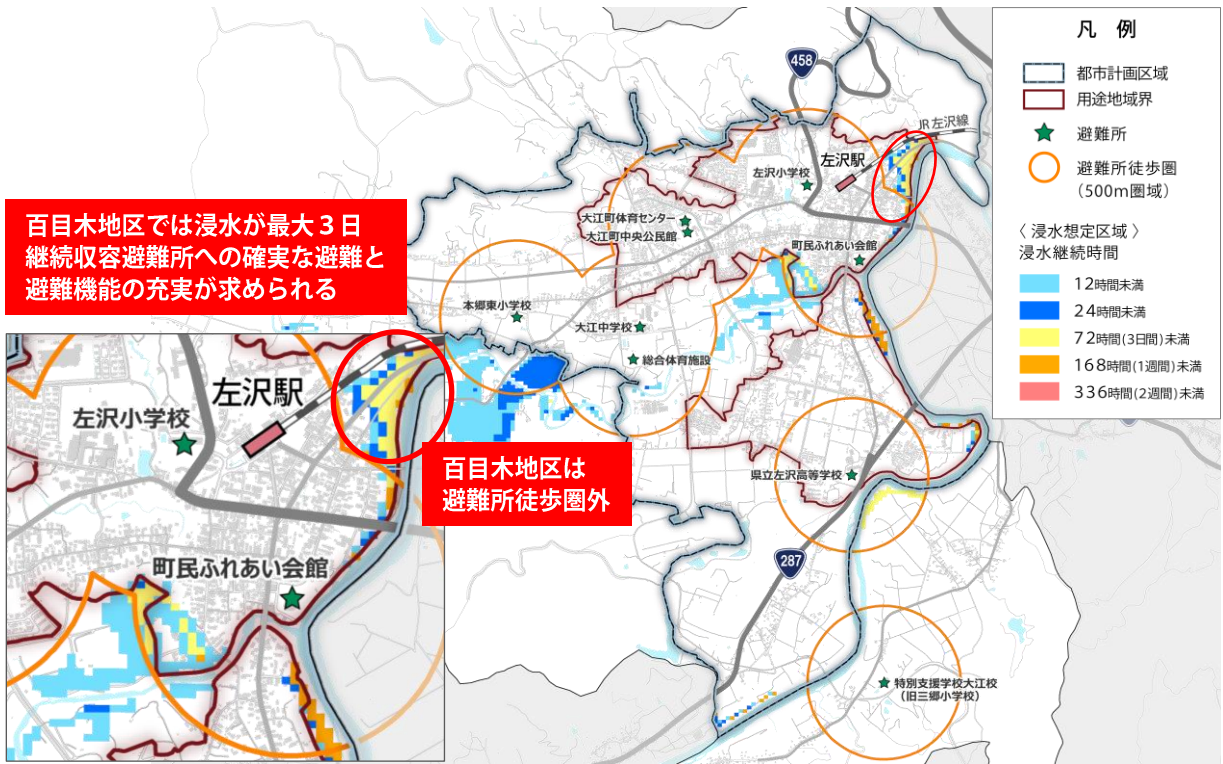 458
JR左沢線
左沢駅
左沢小学校
大江町体育センター
大江町中央公民館
町民ふれあい会館
本郷東小学校
大江中学校
総合体育施設
県立左沢高等学校
287
特別支援学校大江校
（旧三郷小学校）
百目木地区では浸水が最大３日
継続収容避難所への確実な避難と
避難機能の充実が求められる
左沢駅
左沢小学校
町民ふれあい会館
百目木地区は
避難所徒歩圏外
凡　例
都市計画区域
用途地域界
避難所
避難所徒歩圏
（500m圏域）
〈 浸水想定区域 〉
浸水継続時間
12時間未満
24時間未満
72時間(3日間)未満
168時間(1週間)未満
336時間(2週間)未満